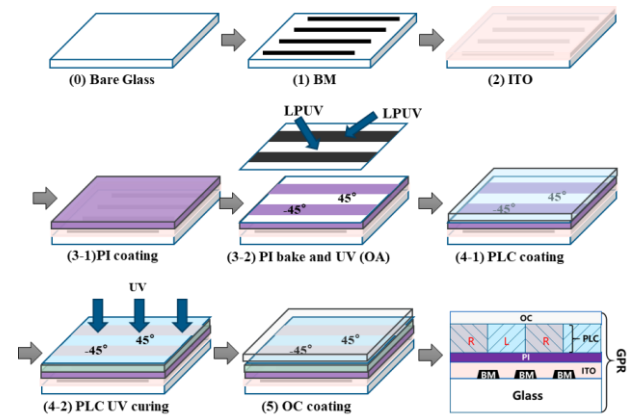 (0) Bare Glass
(1) BM
(2) ITO
LPUV
LPUV
45°
-45°
-45°
45°
(3-1)PI coating
(3-2) PI bake and UV (OA)
(4-1) PLC coating
UV
45°
-45°
45°
-45°
(4-2) PLC UV curing
(5) OC coating
OC
R
L
R
PLC
PI
ITO
BM
BM
BM
Glass
GPR